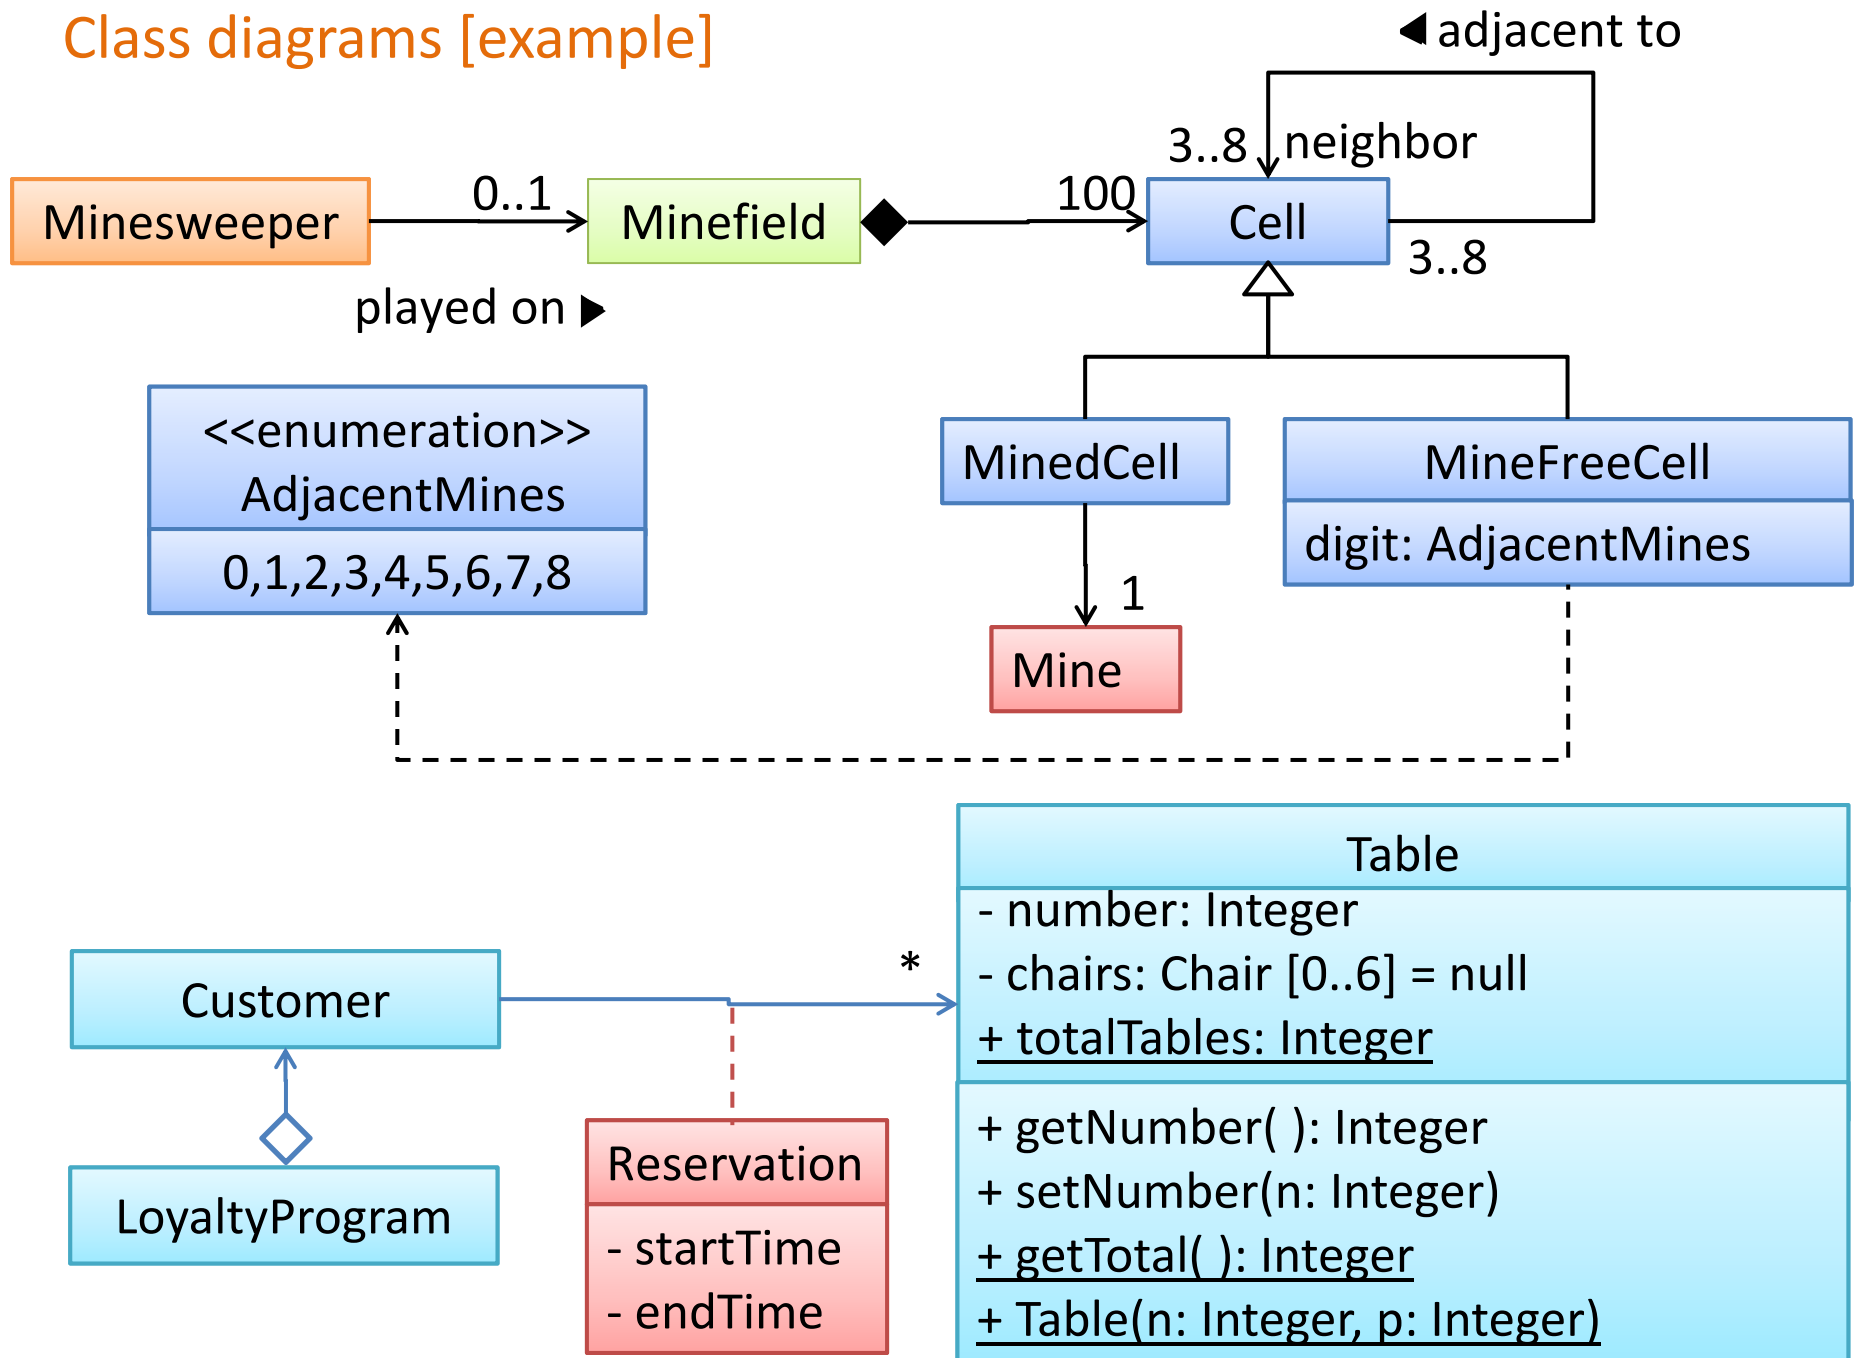 Class diagrams [example]
◀ adjacent to
3..8 neighbor
Minesweeper
0..1
Minefield
100
Cell
3..8
played on ▶
<<enumeration>>
AdjacentMines
0,1,2,3,4,5,6,7,8
MinedCell
MineFreeCell
digit: AdjacentMines
1
Mine
Table
- number: Integer
- chairs: Chair [0..6] = null
+ totalTables: Integer
+ getNumber( ): Integer
+ setNumber(n: Integer)
+ getTotal( ): Integer
+ Table(n: Integer, p: Integer)
Customer
*
LoyaltyProgram
Reservation
- startTime
- endTime